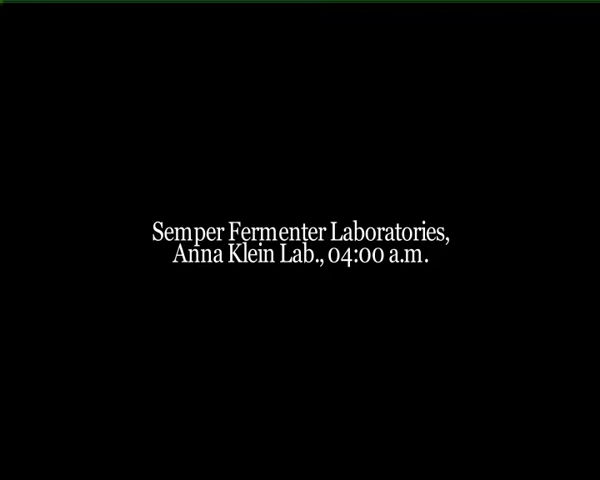 Semper Fermenter Laboratories,
Anna Klein Lab., 04:00 a.m.